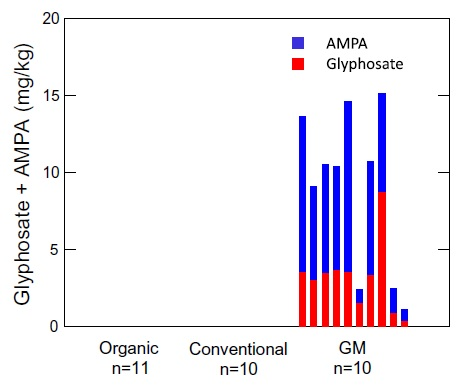 20
15
10
5
0
Glyphosate + AMPA (mg/kg)
AMPA
Glyphosate
Organic
n=11
Conventional
n=10
GM
n=10